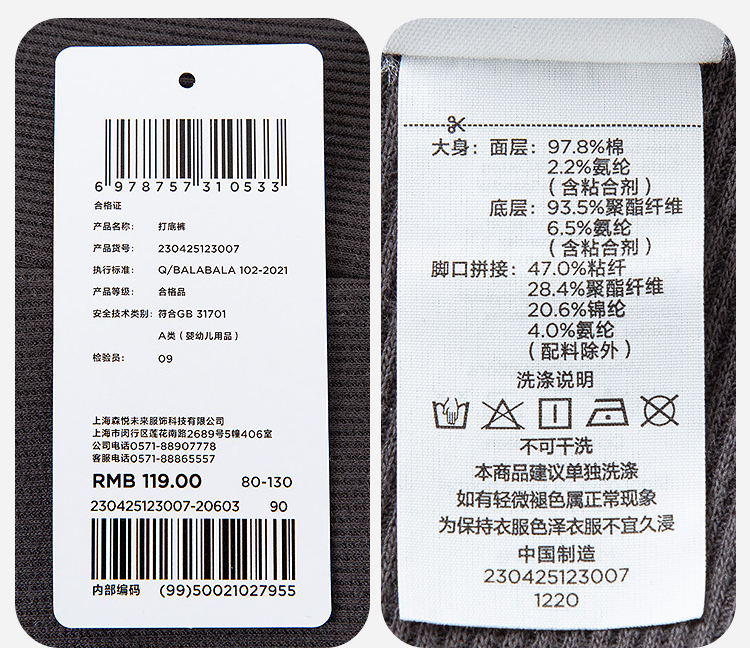 6 978757 310533
合格证
产品名称: 打底裤
产品货号: 230425123007
执行标准: Q/BALABALA 102-2021
产品等级: 合格品
安全技术类别: 符合GB 31701
A类（婴幼儿用品）
检验员: 09
上海森悦未来服饰科技有限公司
上海市闵行区莲花南路2689号5幢406室
公司电话0571-88907778
客服电话0571-88865557
RMB 119.00 80-130
230425123007-20603 90
内部编码 (99)50021027955
大身: 面层: 97.8%棉
2.2%氨纶
(含粘合剂)
底层: 93.5%聚酯纤维
6.5%氨纶
(含粘合剂)
脚口拼接: 47.0%粘纤
28.4%聚酯纤维
20.6%锦纶
4.0%氨纶
(配料除外)
洗涤说明
不可干洗
本商品建议单独洗涤
如有轻微褪色属正常现象
为保持衣服色泽衣服不宜久浸
中国制造
230425123007
1220